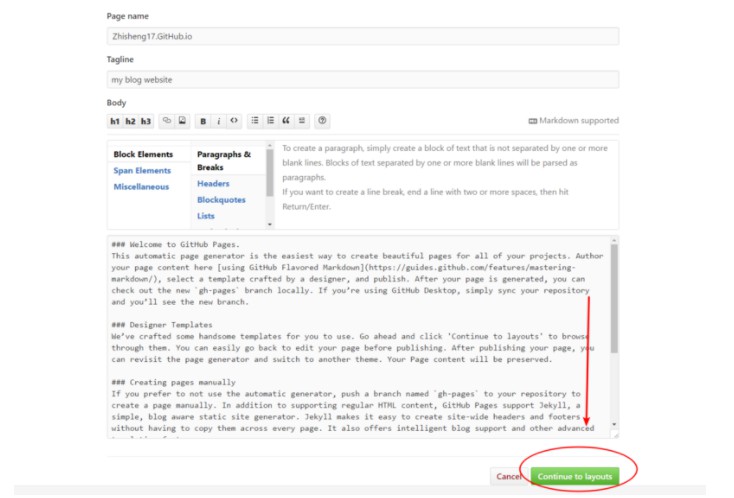 Page name
Zhisheng17.GitHub.io
Tagline
my blog website
Body
h1 h2 h3 B i <> “ Markdown supported
Block Elements
Span Elements
Miscellaneous
Paragraphs &
Breaks
Headers
Blockquotes
Lists
To create a paragraph, simply create a block of text that is not separated by one or more
blank lines. Blocks of text separated by one or more blank lines will be parsed as
paragraphs.
If you want to create a line break, end a line with two or more spaces, then hit
Return/Enter.
### Welcome to GitHub Pages.
This automatic page generator is the easiest way to create beautiful pages for all of your projects. Author
your page content here [using GitHub Flavored Markdown](https://guides.github.com/features/mastering-
markdown/), select a template crafted by a designer, and publish. After your page is generated, you can
check out the new `gh-pages` branch locally. If you’re using GitHub Desktop, simply sync your repository
and you’ll see the new branch.
### Designer Templates
We’ve crafted some handsome templates for you to use. Go ahead and click 'Continue to layouts' to browse
through them. You can easily go back to edit your page before publishing. After publishing your page, you
can revisit the page generator and switch to another theme. Your Page content will be preserved.
### Creating pages manually
If you prefer to not use the automatic generator, push a branch named `gh-pages` to your repository to
create a page manually. In addition to supporting regular HTML content, GitHub Pages support Jekyll, a
simple, blog aware static site generator. Jekyll makes it easy to create site-wide headers and footers
without having to copy them across every page. It also offers intelligent blog support and other advanced
Cancel Continue to layouts